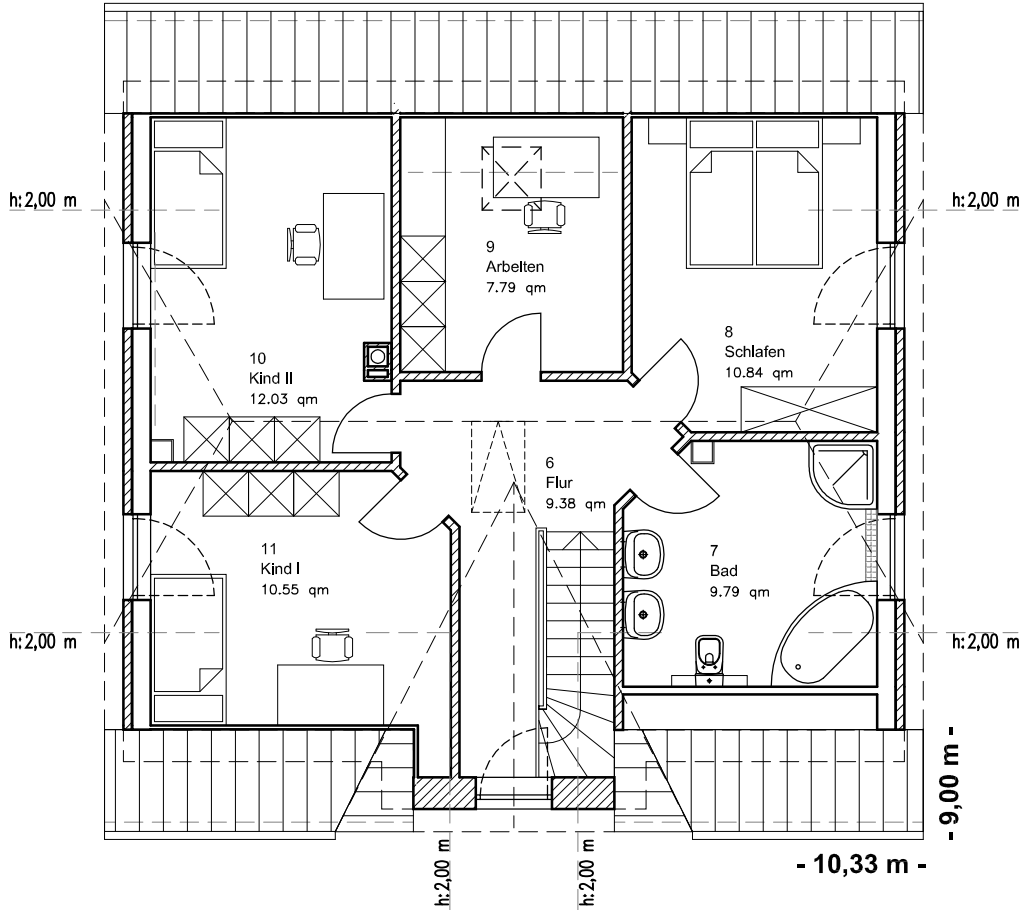 h:2,00 m
h:2,00 m
9
Arbeiten
7.79 qm
8
Schlafen
10.84 qm
10
Kind II
12.03 qm
6
Flur
9.38 qm
11
Kind I
10.55 qm
7
Bad
9.79 qm
h:2,00 m
h:2,00 m
- 9,00 m -
- 10,33 m -
h:2,00 m
h:2,00 m